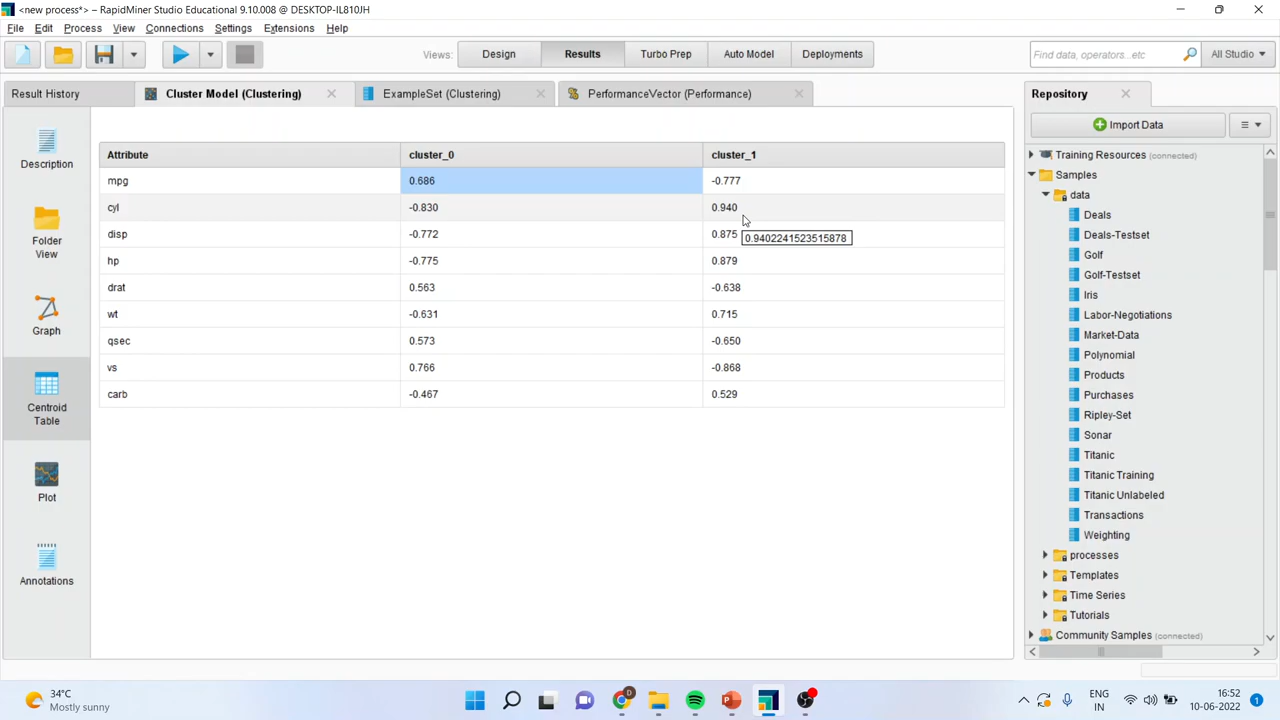 <new process*> – RapidMiner Studio Educational 9.10.008 @ DESKTOP-IL810JH
File Edit Process View Connections Settings Extensions Help
Views: Design Results Turbo Prep Auto Model Deployments Find data, operators...etc All Studio
Result History Cluster Model (Clustering) ExampleSet (Clustering) PerformanceVector (Performance) Repository
Import Data
Description
Folder View
Graph
Centroid Table
Plot
Annotations
Attribute cluster_0 cluster_1
mpg 0.686 -0.777
cyl -0.830 0.940
disp -0.772 0.875
0.9402241523515878
hp -0.775 0.879
drat 0.563 -0.638
wt -0.631 0.715
qsec 0.573 -0.650
vs 0.766 -0.868
carb -0.467 0.529
Training Resources (connected)
Samples
data
Deals
Deals-Testset
Golf
Golf-Testset
Iris
Labor-Negotiations
Market-Data
Polynomial
Products
Purchases
Ripley-Set
Sonar
Titanic
Titanic Training
Titanic Unlabeled
Transactions
Weighting
processes
Templates
Time Series
Tutorials
Community Samples (connected)
34°C
Mostly sunny
D
ENG
IN
16:52
10-06-2022
1